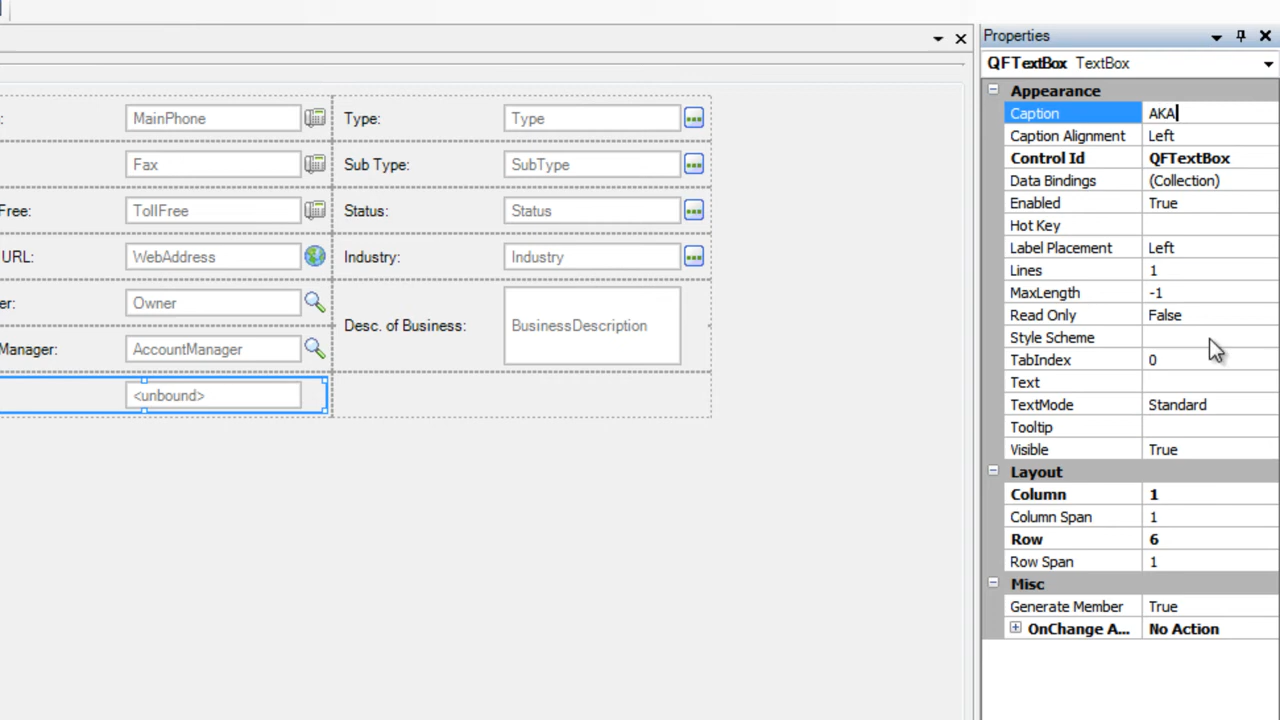 Properties
QFTextBox TextBox
Appearance
Caption AKA
Caption Alignment Left
Control Id QFTextBox
Data Bindings (Collection)
Enabled True
Hot Key
Label Placement Left
Lines 1
MaxLength -1
Read Only False
Style Scheme
TabIndex 0
Text
TextMode Standard
Tooltip
Visible True
Layout
Column 1
Column Span 1
Row 6
Row Span 1
Misc
Generate Member True
OnChange A... No Action
: MainPhone Type: Type
Fax Sub Type: SubType
Free: TollFree Status: Status
URL: WebAddress Industry: Industry
er: Owner
Desc. of Business: BusinessDescription
Manager: AccountManager
<unbound>